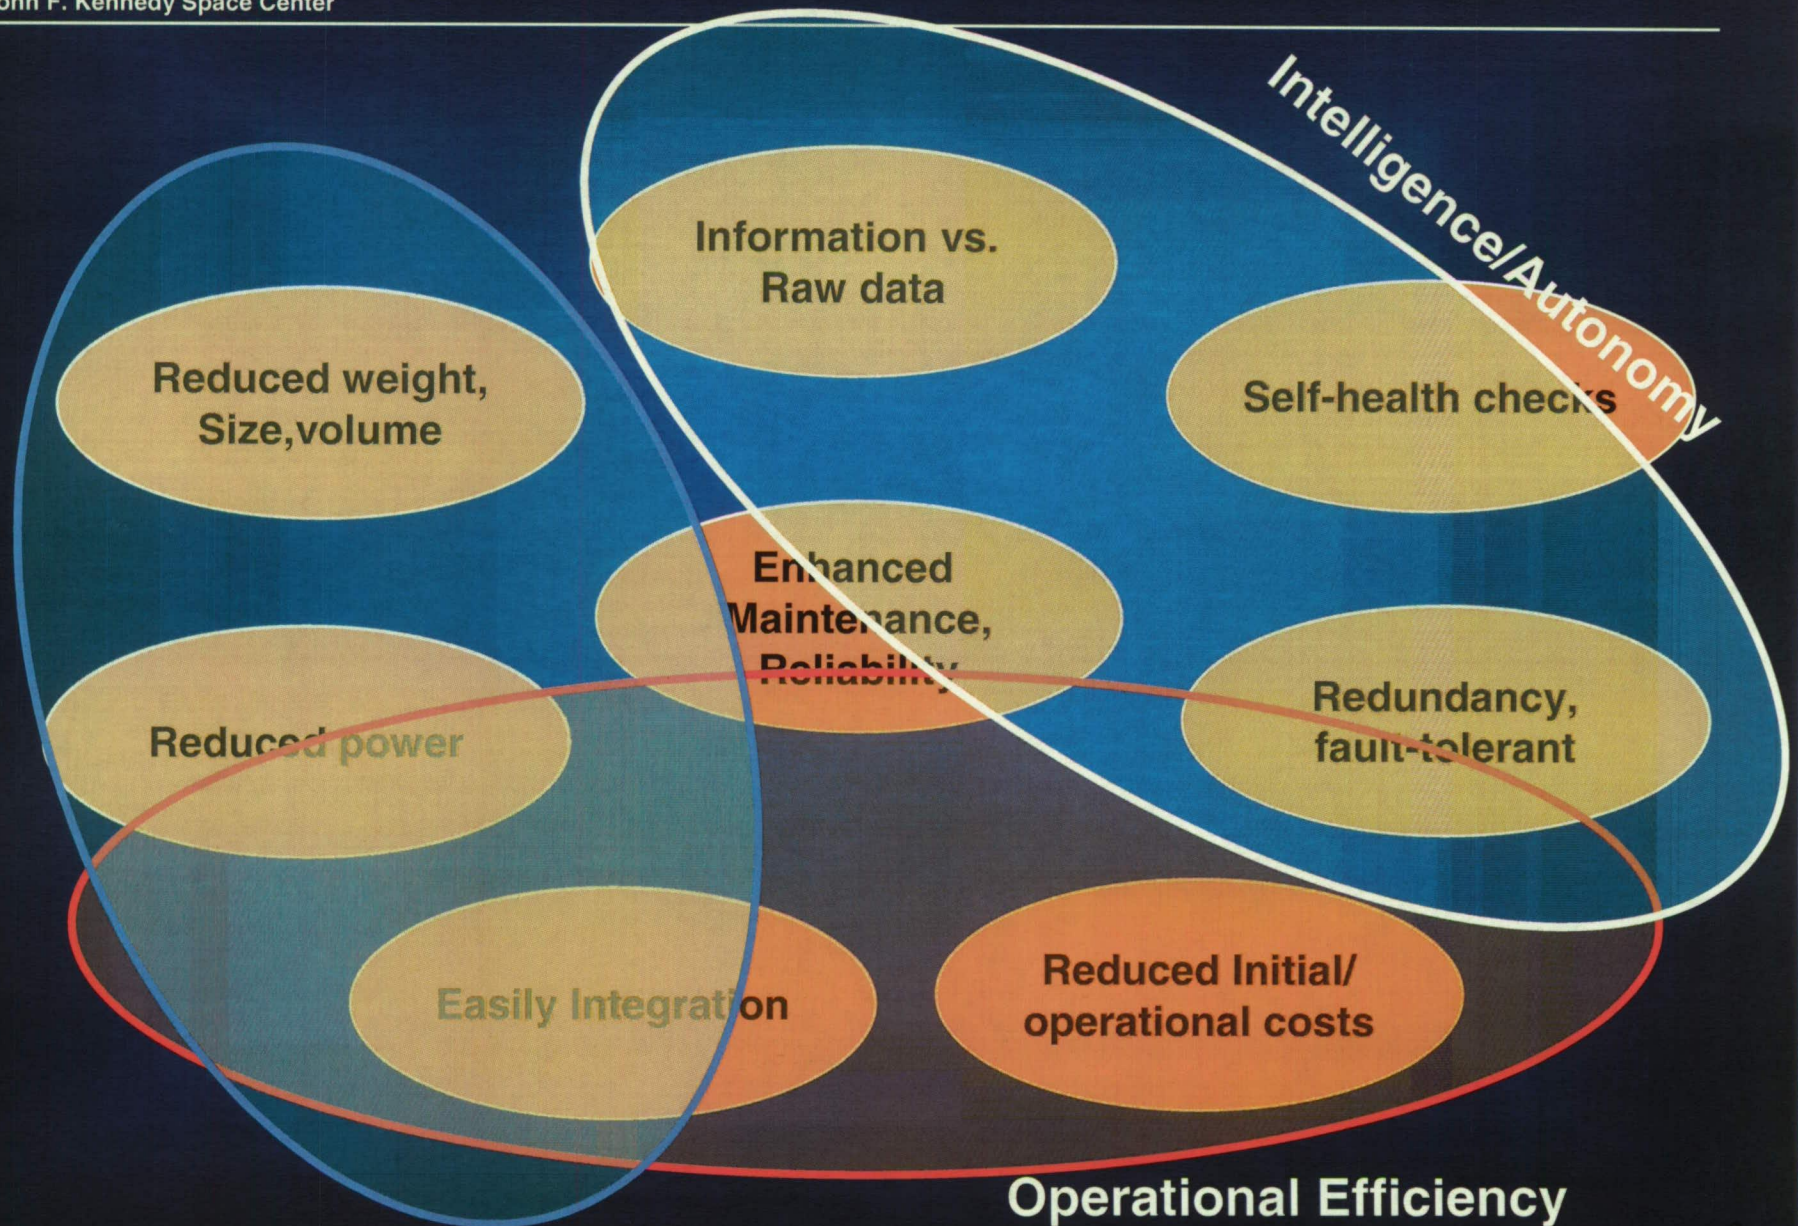 John F. Kennedy Space Center
Intelligence/Autonomy
Information vs.
Raw data
Reduced weight,
Size,volume
Self-health checks
Enhanced
Maintenance,
Reliability
Redundancy,
fault-tolerant
Reduced power
Easily Integration
Reduced Initial/
operational costs
Operational Efficiency